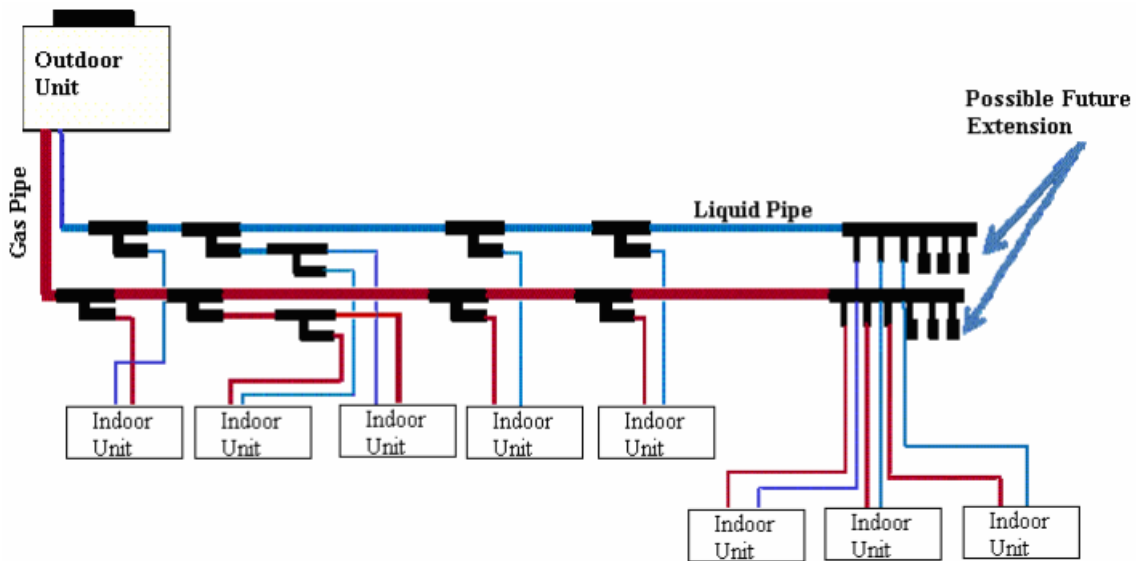 Outdoor
Unit
Possible Future
Extension
Gas Pipe
Liquid Pipe
Indoor
Unit
Indoor
Unit
Indoor
Unit
Indoor
Unit
Indoor
Unit
Indoor
Unit
Indoor
Unit
Indoor
Unit